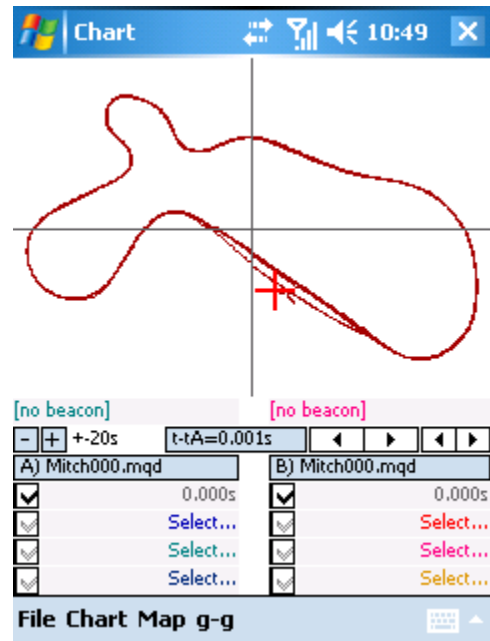 Chart 10:49
[no beacon] [no beacon]
- + +-20s t-tA=0.001s
A) Mitch000.mqd B) Mitch000.mqd
0.000s 0.000s
Select... Select...
Select... Select...
Select... Select...
File Chart Map g-g